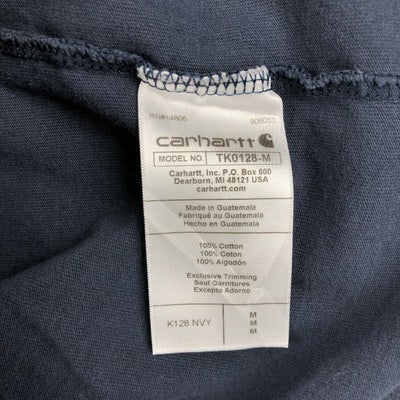 RN#14806 908053
carhartt
MODEL NO. TK0128-M
Carhartt, Inc. P.O. Box 600
Dearborn, MI 48121 USA
carhartt.com
Made in Guatemala
Fabriqué au Guatemala
Hecho en Guatemala
100% Cotton
100% Coton
100% Algodón
Exclusive Trimming
Sauf Garnitures
Excepto Adorno
K128 NVY
M
M
M